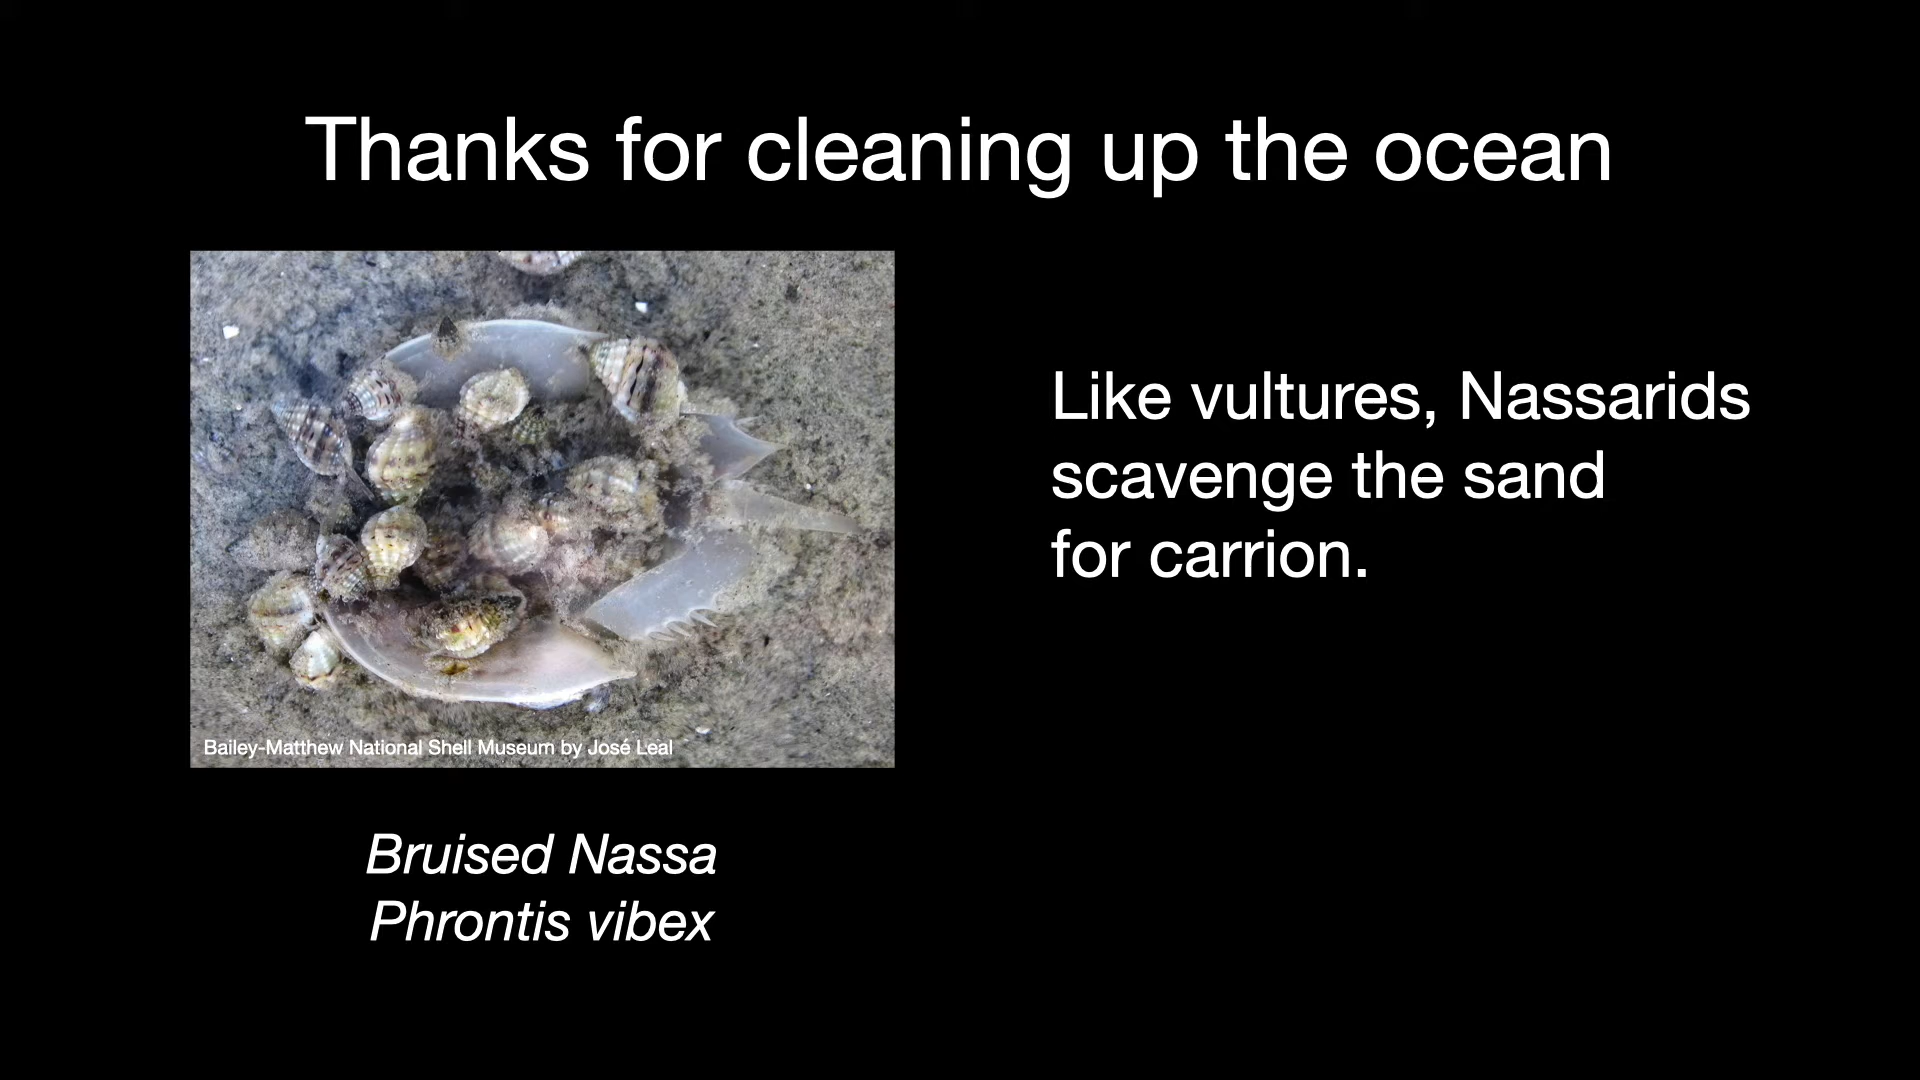 Thanks for cleaning up the ocean
Like vultures, Nassarids
scavenge the sand
for carrion.
Bailey-Matthew National Shell Museum by José Leal
Bruised Nassa
Phrontis vibex